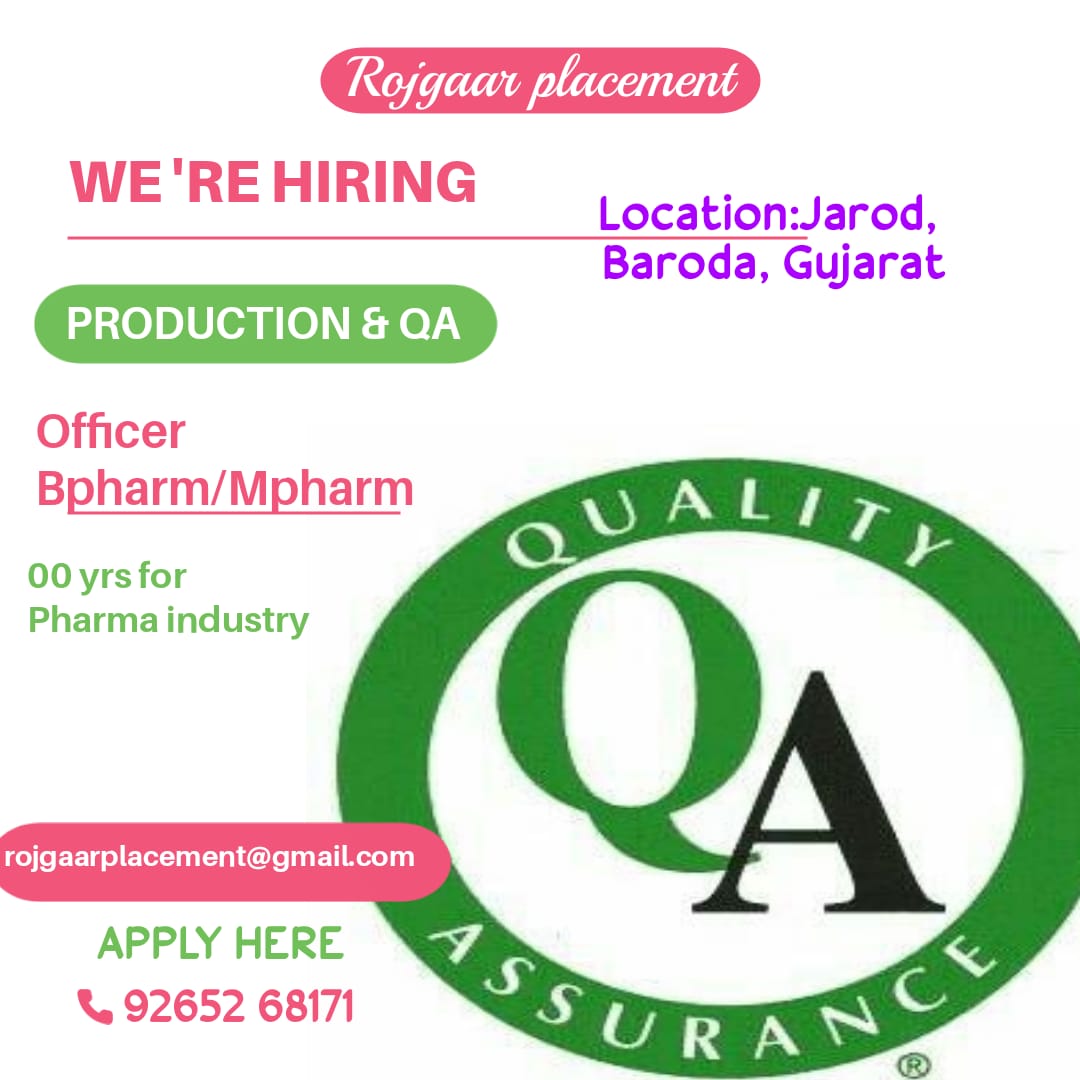 Rojgaar placement
WE 'RE HIRING
Location:Jarod,
Baroda, Gujarat
PRODUCTION & QA
Officer
Bpharm/Mpharm
00 yrs for
Pharma industry
QUALITY
QA
ASSURANCE
®
rojgaarplacement@gmail.com
APPLY HERE
92652 68171